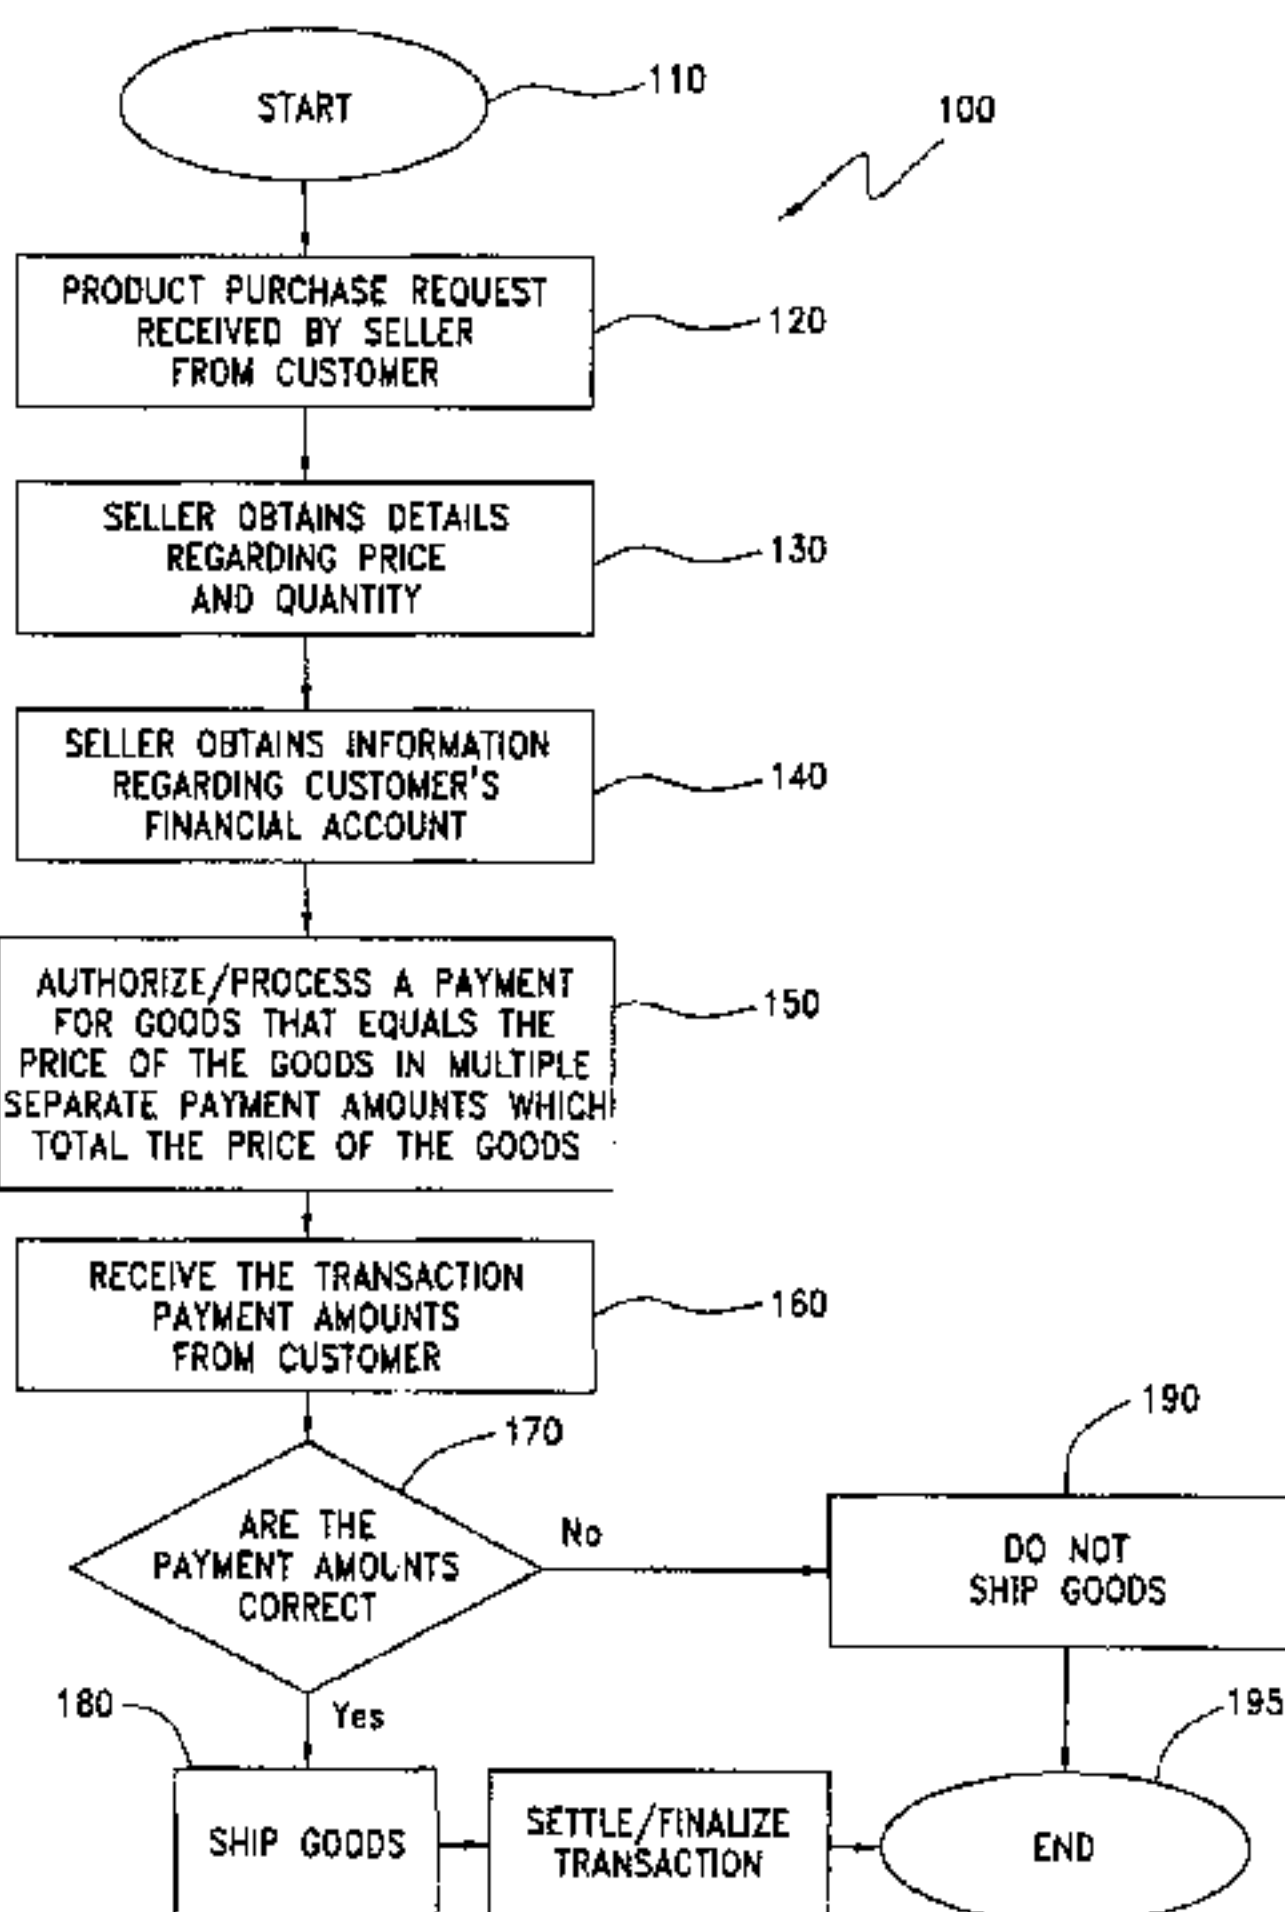 START
110
100
PRODUCT PURCHASE REQUEST
RECEIVED BY SELLER
FROM CUSTOMER
120
SELLER OBTAINS DETAILS
REGARDING PRICE
AND QUANTITY
130
SELLER OBTAINS INFORMATION
REGARDING CUSTOMER'S
FINANCIAL ACCOUNT
140
AUTHORIZE/PROCESS A PAYMENT
FOR GOODS THAT EQUALS THE
PRICE OF THE GOODS IN MULTIPLE
SEPARATE PAYMENT AMOUNTS WHICH
TOTAL THE PRICE OF THE GOODS
150
RECEIVE THE TRANSACTION
PAYMENT AMOUNTS
FROM CUSTOMER
160
170
ARE THE
PAYMENT AMOUNTS
CORRECT
No
190
DO NOT
SHIP GOODS
180
Yes
195
SHIP GOODS
SETTLE/FINALIZE
TRANSACTION
END